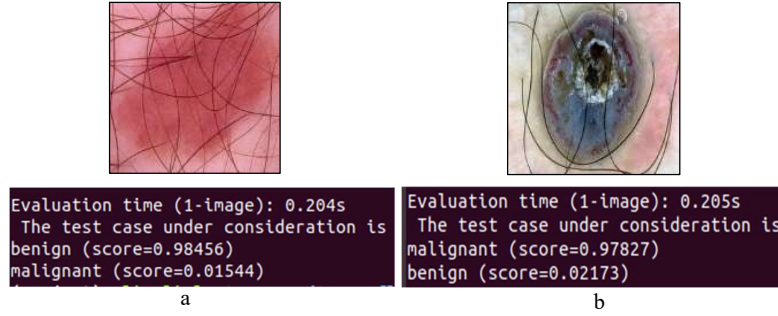 Evaluation time (1-image): 0.204s
The test case under consideration is
benign (score=0.98456)
malignant (score=0.01544)
a
Evaluation time (1-image): 0.205s
The test case under consideration is
malignant (score=0.97827)
benign (score=0.02173)
b